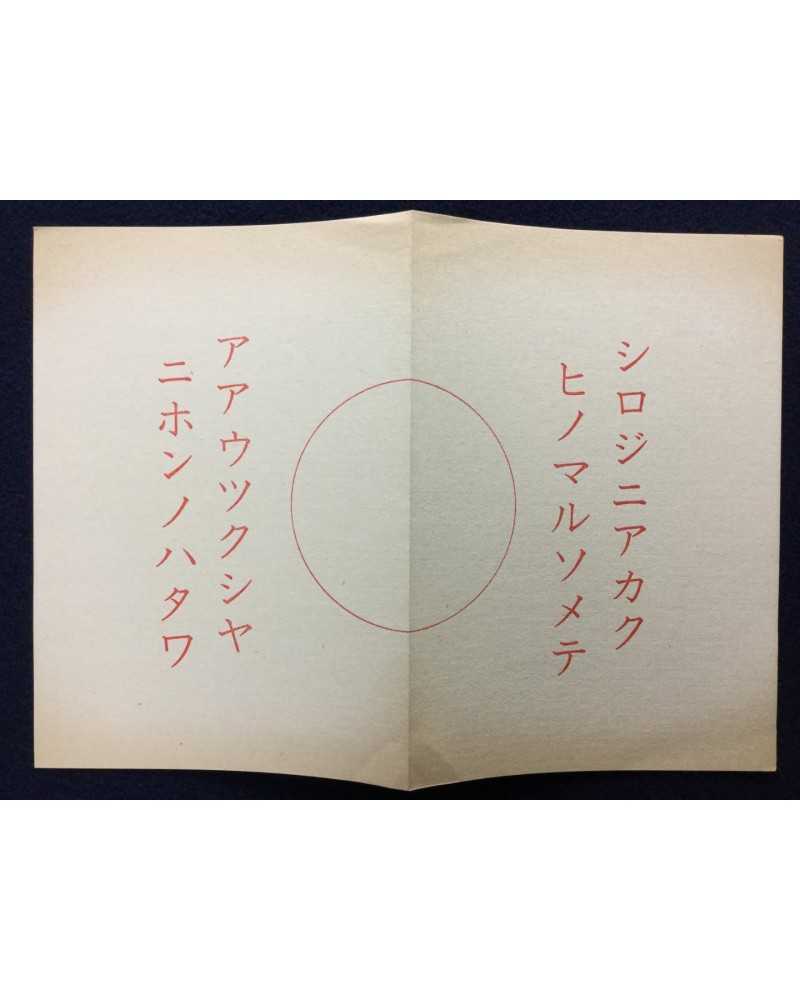 シロジニアカク
ヒノマルソメテ
アアウツクシヤ
ニホンノハタワ